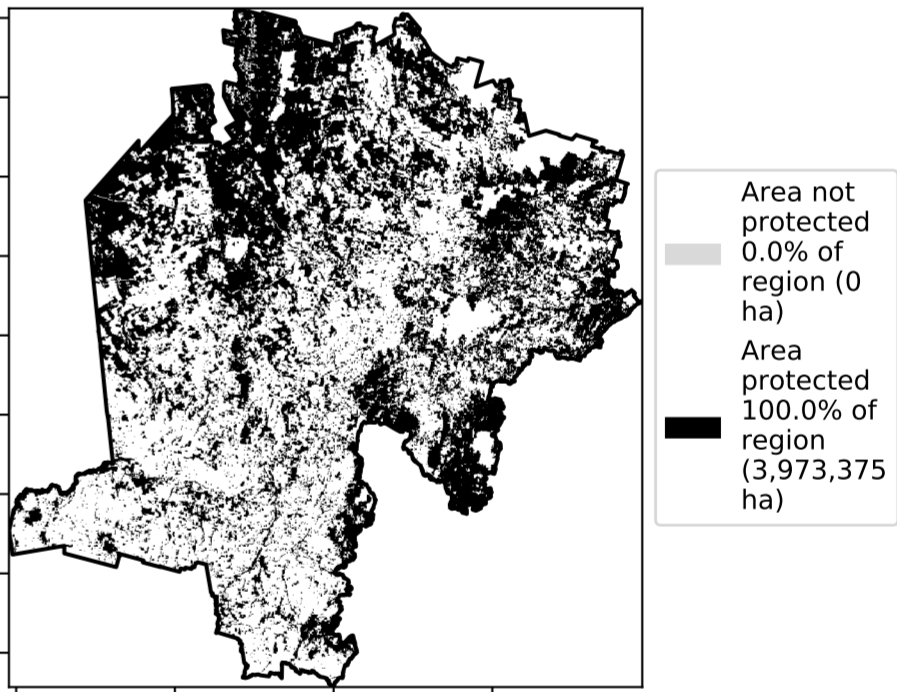 Area not
protected
0.0% of
region (0
ha)
Area
protected
100.0% of
region
(3,973,375
ha)